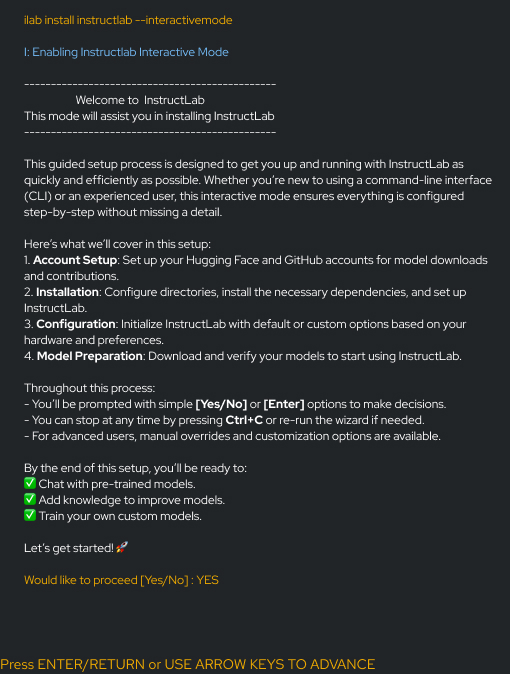 ilab install instructlab --interactivemode
I: Enabling Instructlab Interactive Mode
------------------------------------------------
Welcome to InstructLab
This mode will assist you in installing InstructLab
------------------------------------------------
This guided setup process is designed to get you up and running with InstructLab as
quickly and efficiently as possible. Whether you're new to using a command-line interface
(CLI) or an experienced user, this interactive mode ensures everything is configured
step-by-step without missing a detail.
Here's what we'll cover in this setup:
1. Account Setup: Set up your Hugging Face and GitHub accounts for model downloads
and contributions.
2. Installation: Configure directories, install the necessary dependencies, and set up
InstructLab.
3. Configuration: Initialize InstructLab with default or custom options based on your
hardware and preferences.
4. Model Preparation: Download and verify your models to start using InstructLab.
Throughout this process:
- You'll be prompted with simple [Yes/No] or [Enter] options to make decisions.
- You can stop at any time by pressing Ctrl+C or re-run the wizard if needed.
- For advanced users, manual overrides and customization options are available.
By the end of this setup, you'll be ready to:
✅ Chat with pre-trained models.
✅ Add knowledge to improve models.
✅ Train your own custom models.
Let's get started! 🚀
Would like to proceed [Yes/No] : YES
Press ENTER/RETURN or USE ARROW KEYS TO ADVANCE